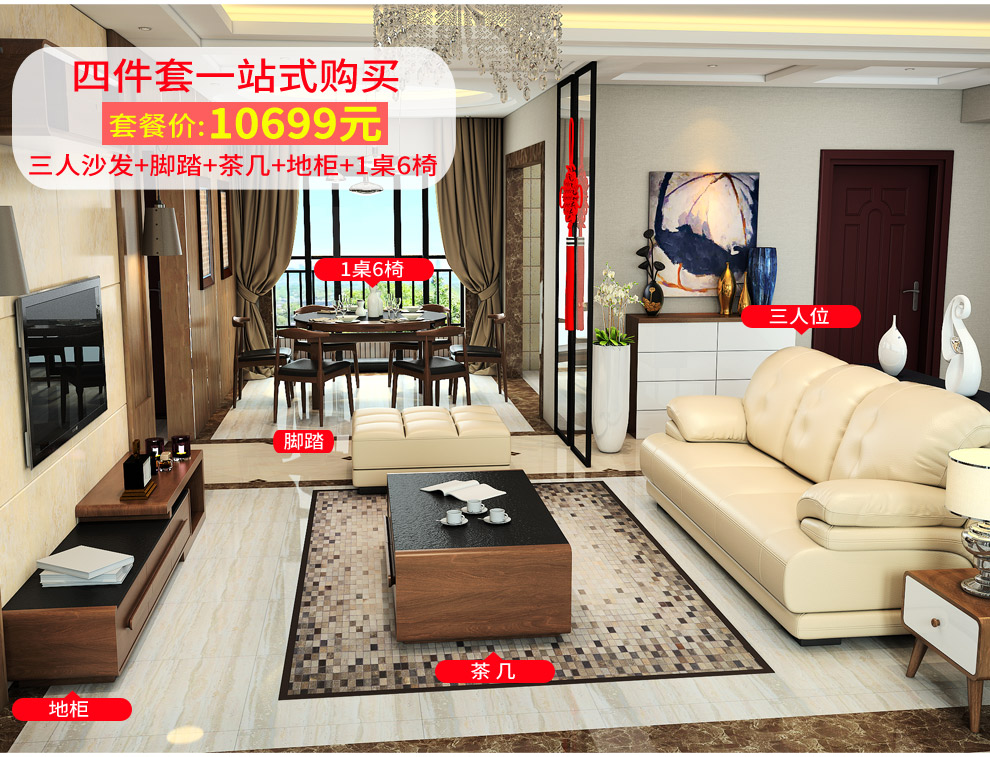 四件套一站式购买
套餐价:10699元
三人沙发+脚踏+茶几+地柜+1桌6椅
1桌6椅
三人位
脚踏
茶几
地柜